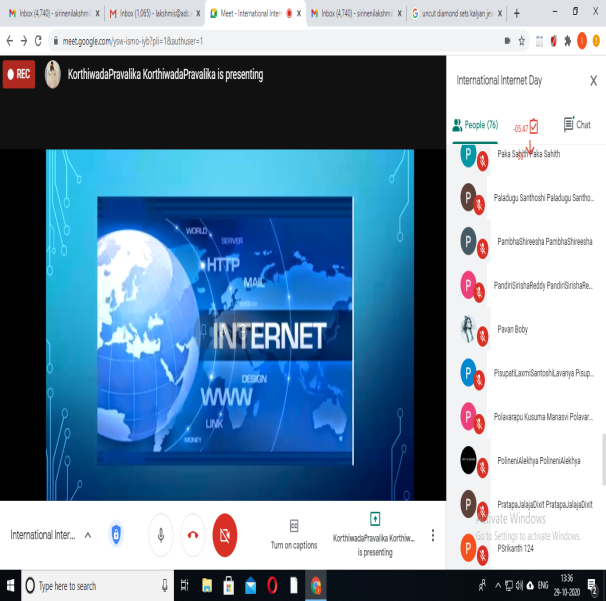 Inbox (4,740) - sirinenilakshmi
Inbox (1,065) - lakshmis@adc.
Meet - International Intern
Inbox (4,740) - sirinenilakshmi
uncut diamond sets kalyan je
meet.google.com/ysw-ismo-iyb?pli=1&authuser=1
REC
KorthiwadaPravalika KorthiwadaPravalika is presenting
International Internet Day
People (76)
-05:47
Chat
Paka Sahith Paka Sahith
Paladugu Santhoshi Paladugu Santho...
PambhaShireesha PambhaShireesha
PandiriSirishaReddy PandiriSirishaRe...
Pavan Boby
PisupatiLaxmiSantoshiLavanya Pisup...
Polavarapu Kusuma Manasvi Polavar...
PolineniAlekhya PolineniAlekhya
PratapaJalajaDixit PratapaJalajaDixit
PSrikanth 124
WORLD
SERVER
HTTP
MAIL
INTERNET
DESIGN
WWW
LINK
MONEY
Activate Windows
Go to Settings to activate Windows.
International Inter...
Turn on captions
KorthiwadaPravalika Korthiw...
is presenting
Type here to search
ENG
13:36
29-10-2020
2